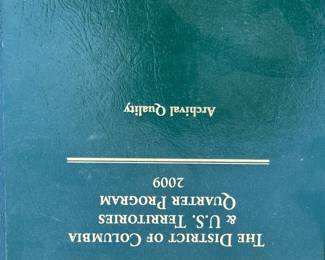 THE DISTRICT OF COLUMBIA
& U.S. TERRITORIES
QUARTER PROGRAM
2009
Archival Quality